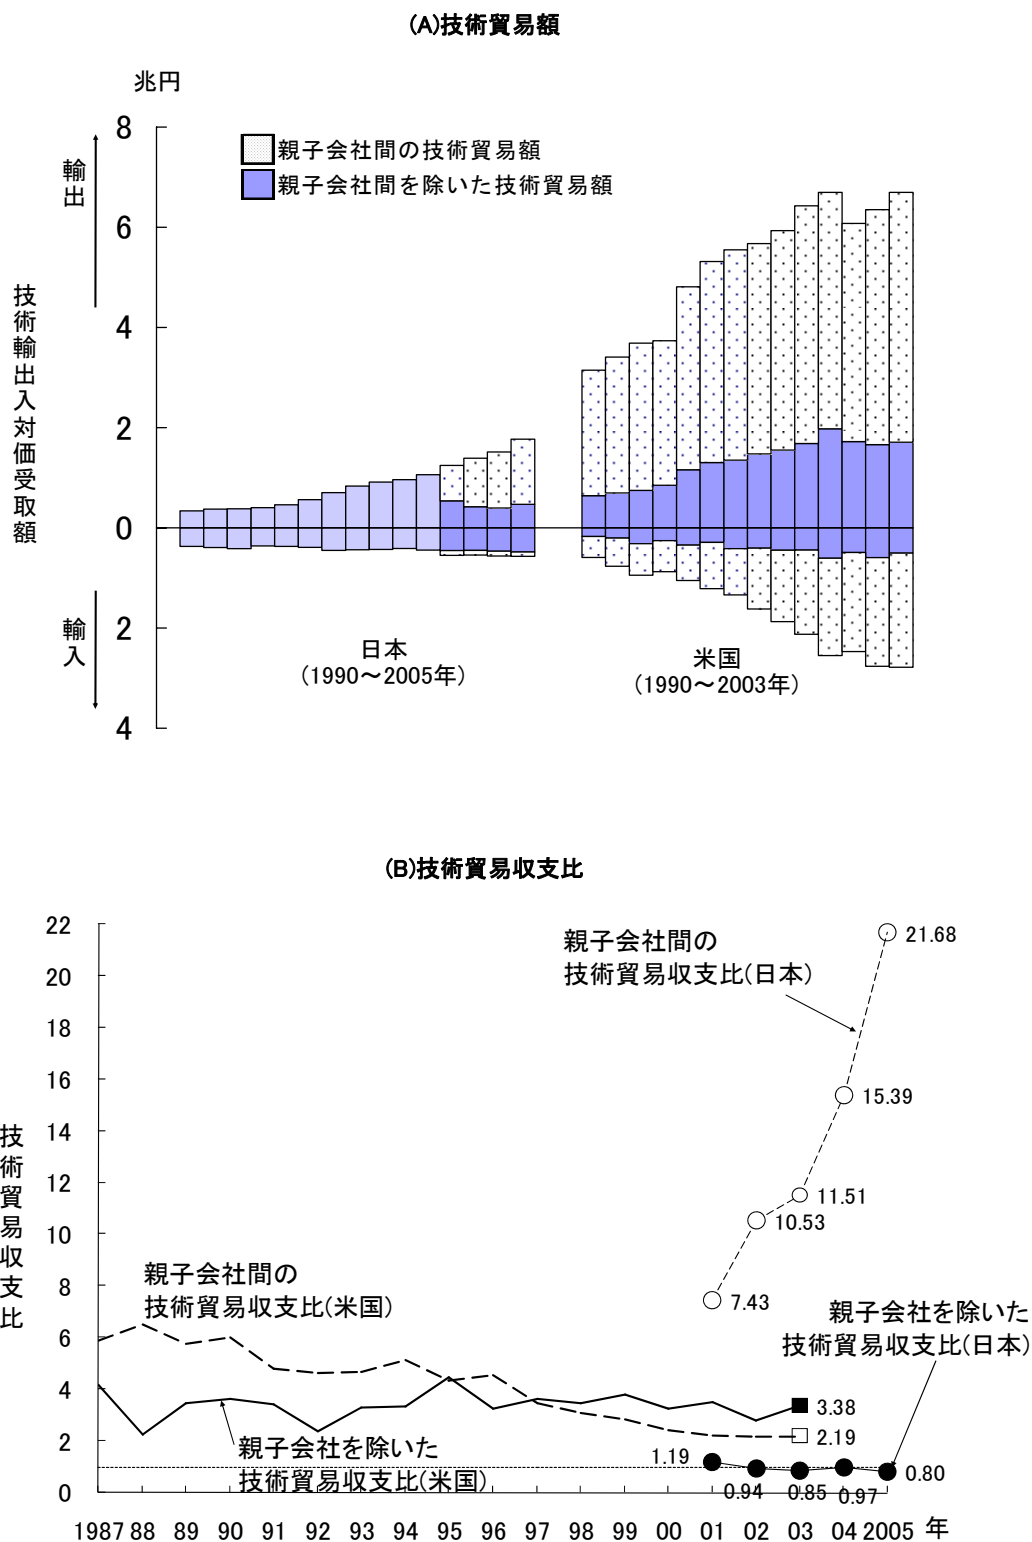 (A)技術貿易額
兆円
8
6
4
2
0
2
4
輸出
輸入
技術輸出入対価受取額
親子会社間の技術貿易額
親子会社間を除いた技術貿易額
日本
(1990～2005年)
米国
(1990～2003年)
(B)技術貿易収支比
22
20
18
16
14
12
10
8
6
4
2
0
技術貿易収支比
親子会社間の
技術貿易収支比(日本)
21.68
15.39
11.51
10.53
7.43
親子会社間の
技術貿易収支比(米国)
親子会社を除いた
技術貿易収支比(日本)
3.38
2.19
親子会社を除いた
技術貿易収支比(米国)
1.19
0.94
0.85
0.97
0.80
1987 88 89 90 91 92 93 94 95 96 97 98 99 00 01 02 03 04 2005 年